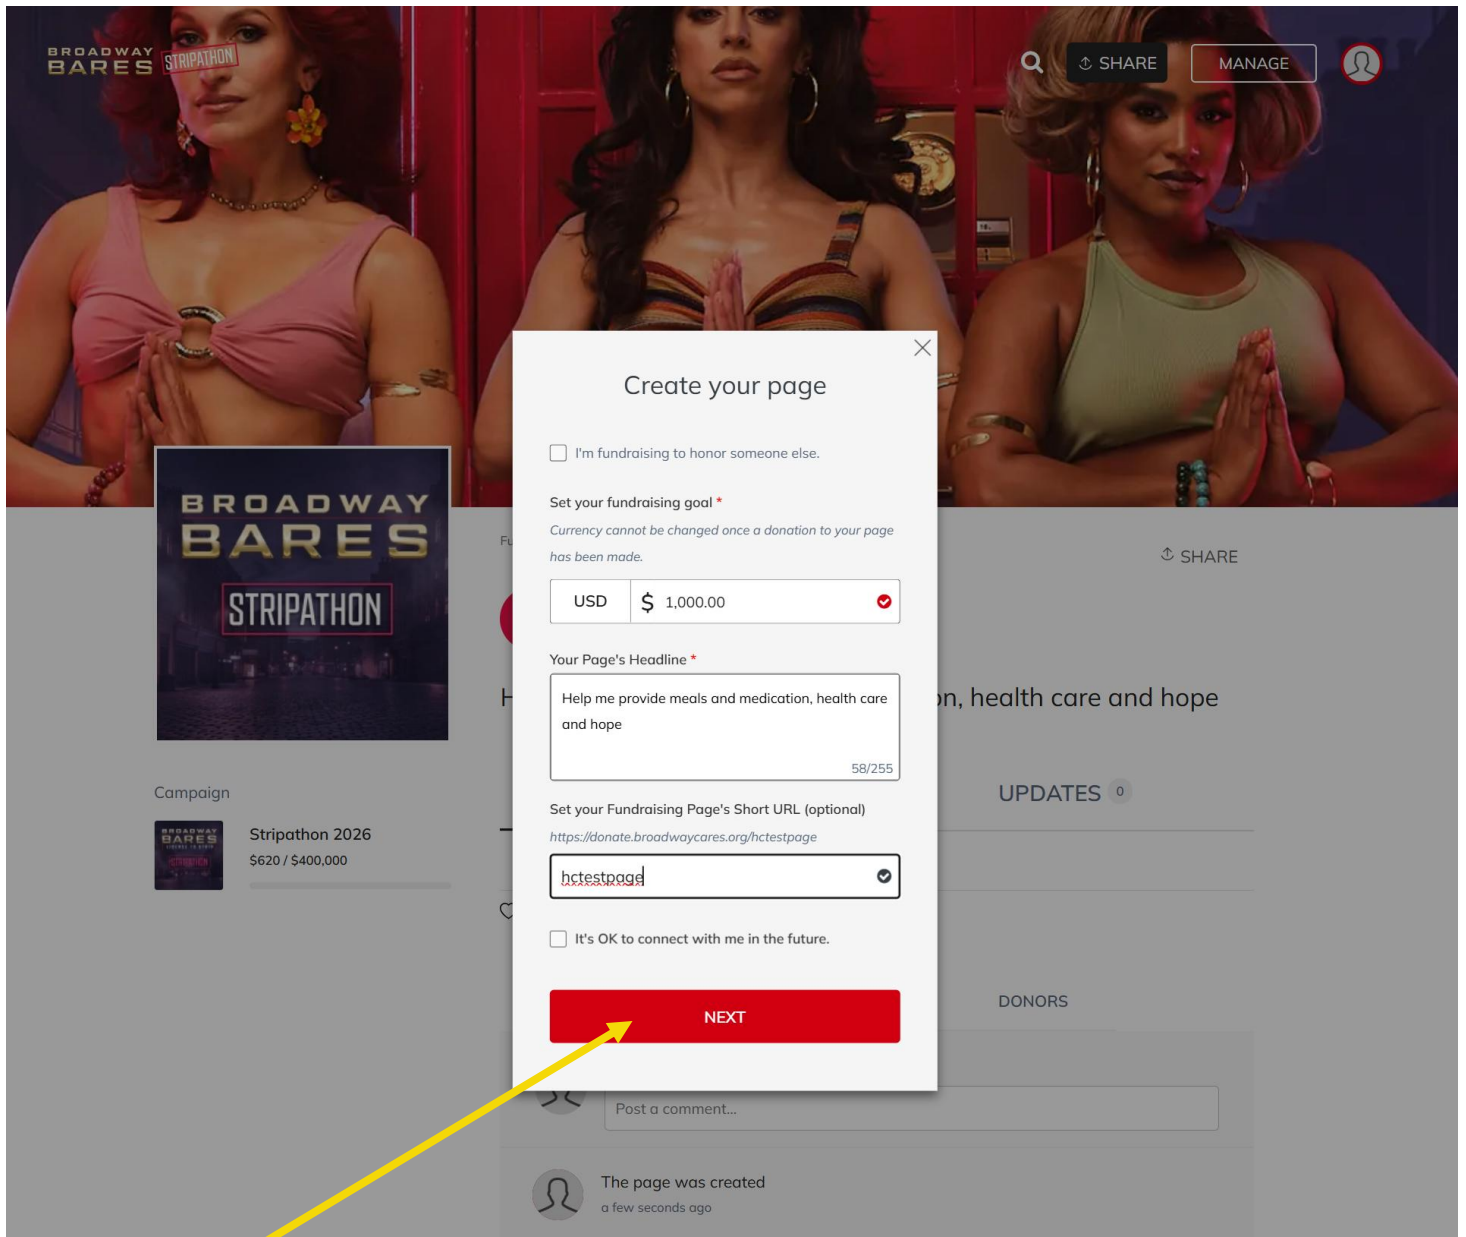 BROADWAY
BARES STRIPATHON
SHARE
MANAGE
Create your page
I'm fundraising to honor someone else.
Set your fundraising goal *
Currency cannot be changed once a donation to your page
has been made.
USD $ 1,000.00
Your Page's Headline *
Help me provide meals and medication, health care
and hope
58/255
Set your Fundraising Page's Short URL (optional)
https://donate.broadwaycares.org/hctestpage
hctestpage
It's OK to connect with me in the future.
NEXT
BROADWAY
BARES
STRIPATHON
SHARE
health care and hope
Campaign
BROADWAY
BARES
STRIPATHON
Stripathon 2026
$620 / $400,000
UPDATES 0
DONORS
Post a comment...
The page was created
a few seconds ago